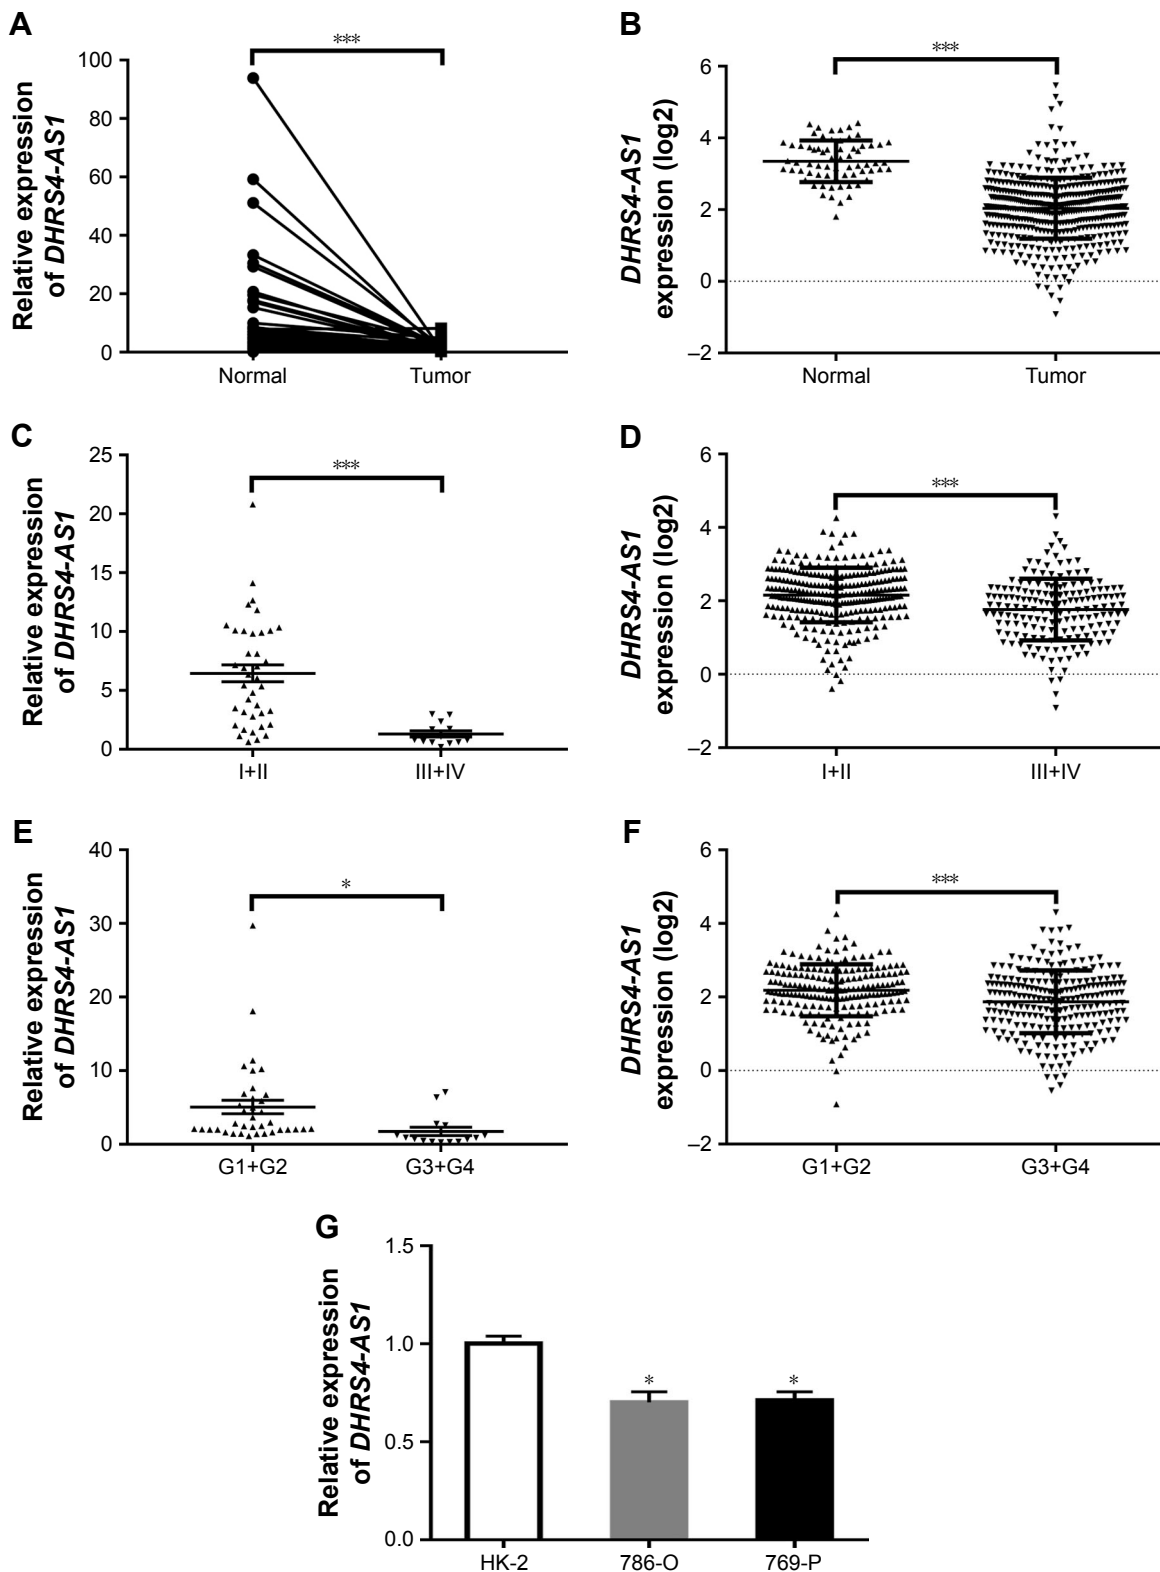 A
Relative expression
of DHRS4-AS1
100
80
60
40
20
0
***
Normal
Tumor
B
DHRS4-AS1
expression (log2)
6
4
2
0
–2
***
Normal
Tumor
C
Relative expression
of DHRS4-AS1
25
20
15
10
5
0
***
I+II
III+IV
D
DHRS4-AS1
expression (log2)
6
4
2
0
–2
***
I+II
III+IV
E
Relative expression
of DHRS4-AS1
40
30
20
10
0
*
G1+G2
G3+G4
F
DHRS4-AS1
expression (log2)
6
4
2
0
–2
***
G1+G2
G3+G4
G
Relative expression
of DHRS4-AS1
1.5
1.0
0.5
0.0
*
*
HK-2
786-O
769-P